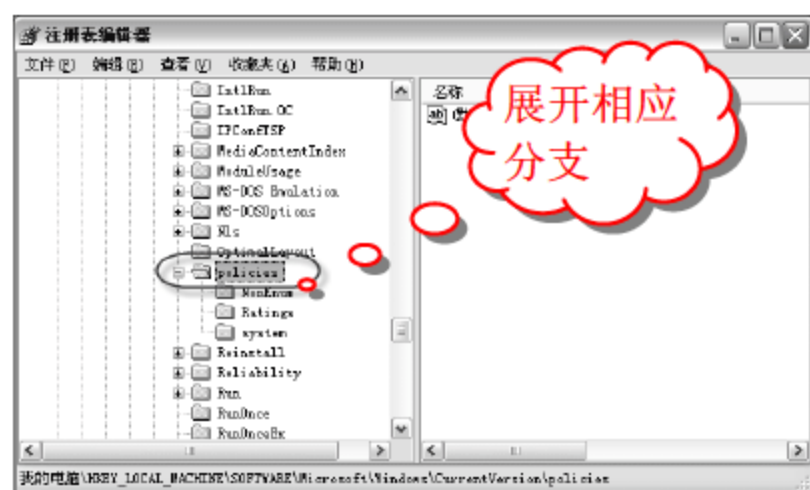 注册表编辑器
文件(F) 编辑(E) 查看(V) 收藏夹(A) 帮助(H)
名称
展开相应
分支
IntlRun
IntlRun.OC
IPConfTSP
MediaContentIndex
ModuleUsage
MS-DOS Emulation
MS-DOSOptions
Nls
OptimalLayout
policies
NonEnum
Ratings
system
Reinstall
Reliability
Run
RunOnce
RunOnceEx
我的电脑\HKEY_LOCAL_MACHINE\SOFTWARE\Microsoft\Windows\CurrentVersion\policies